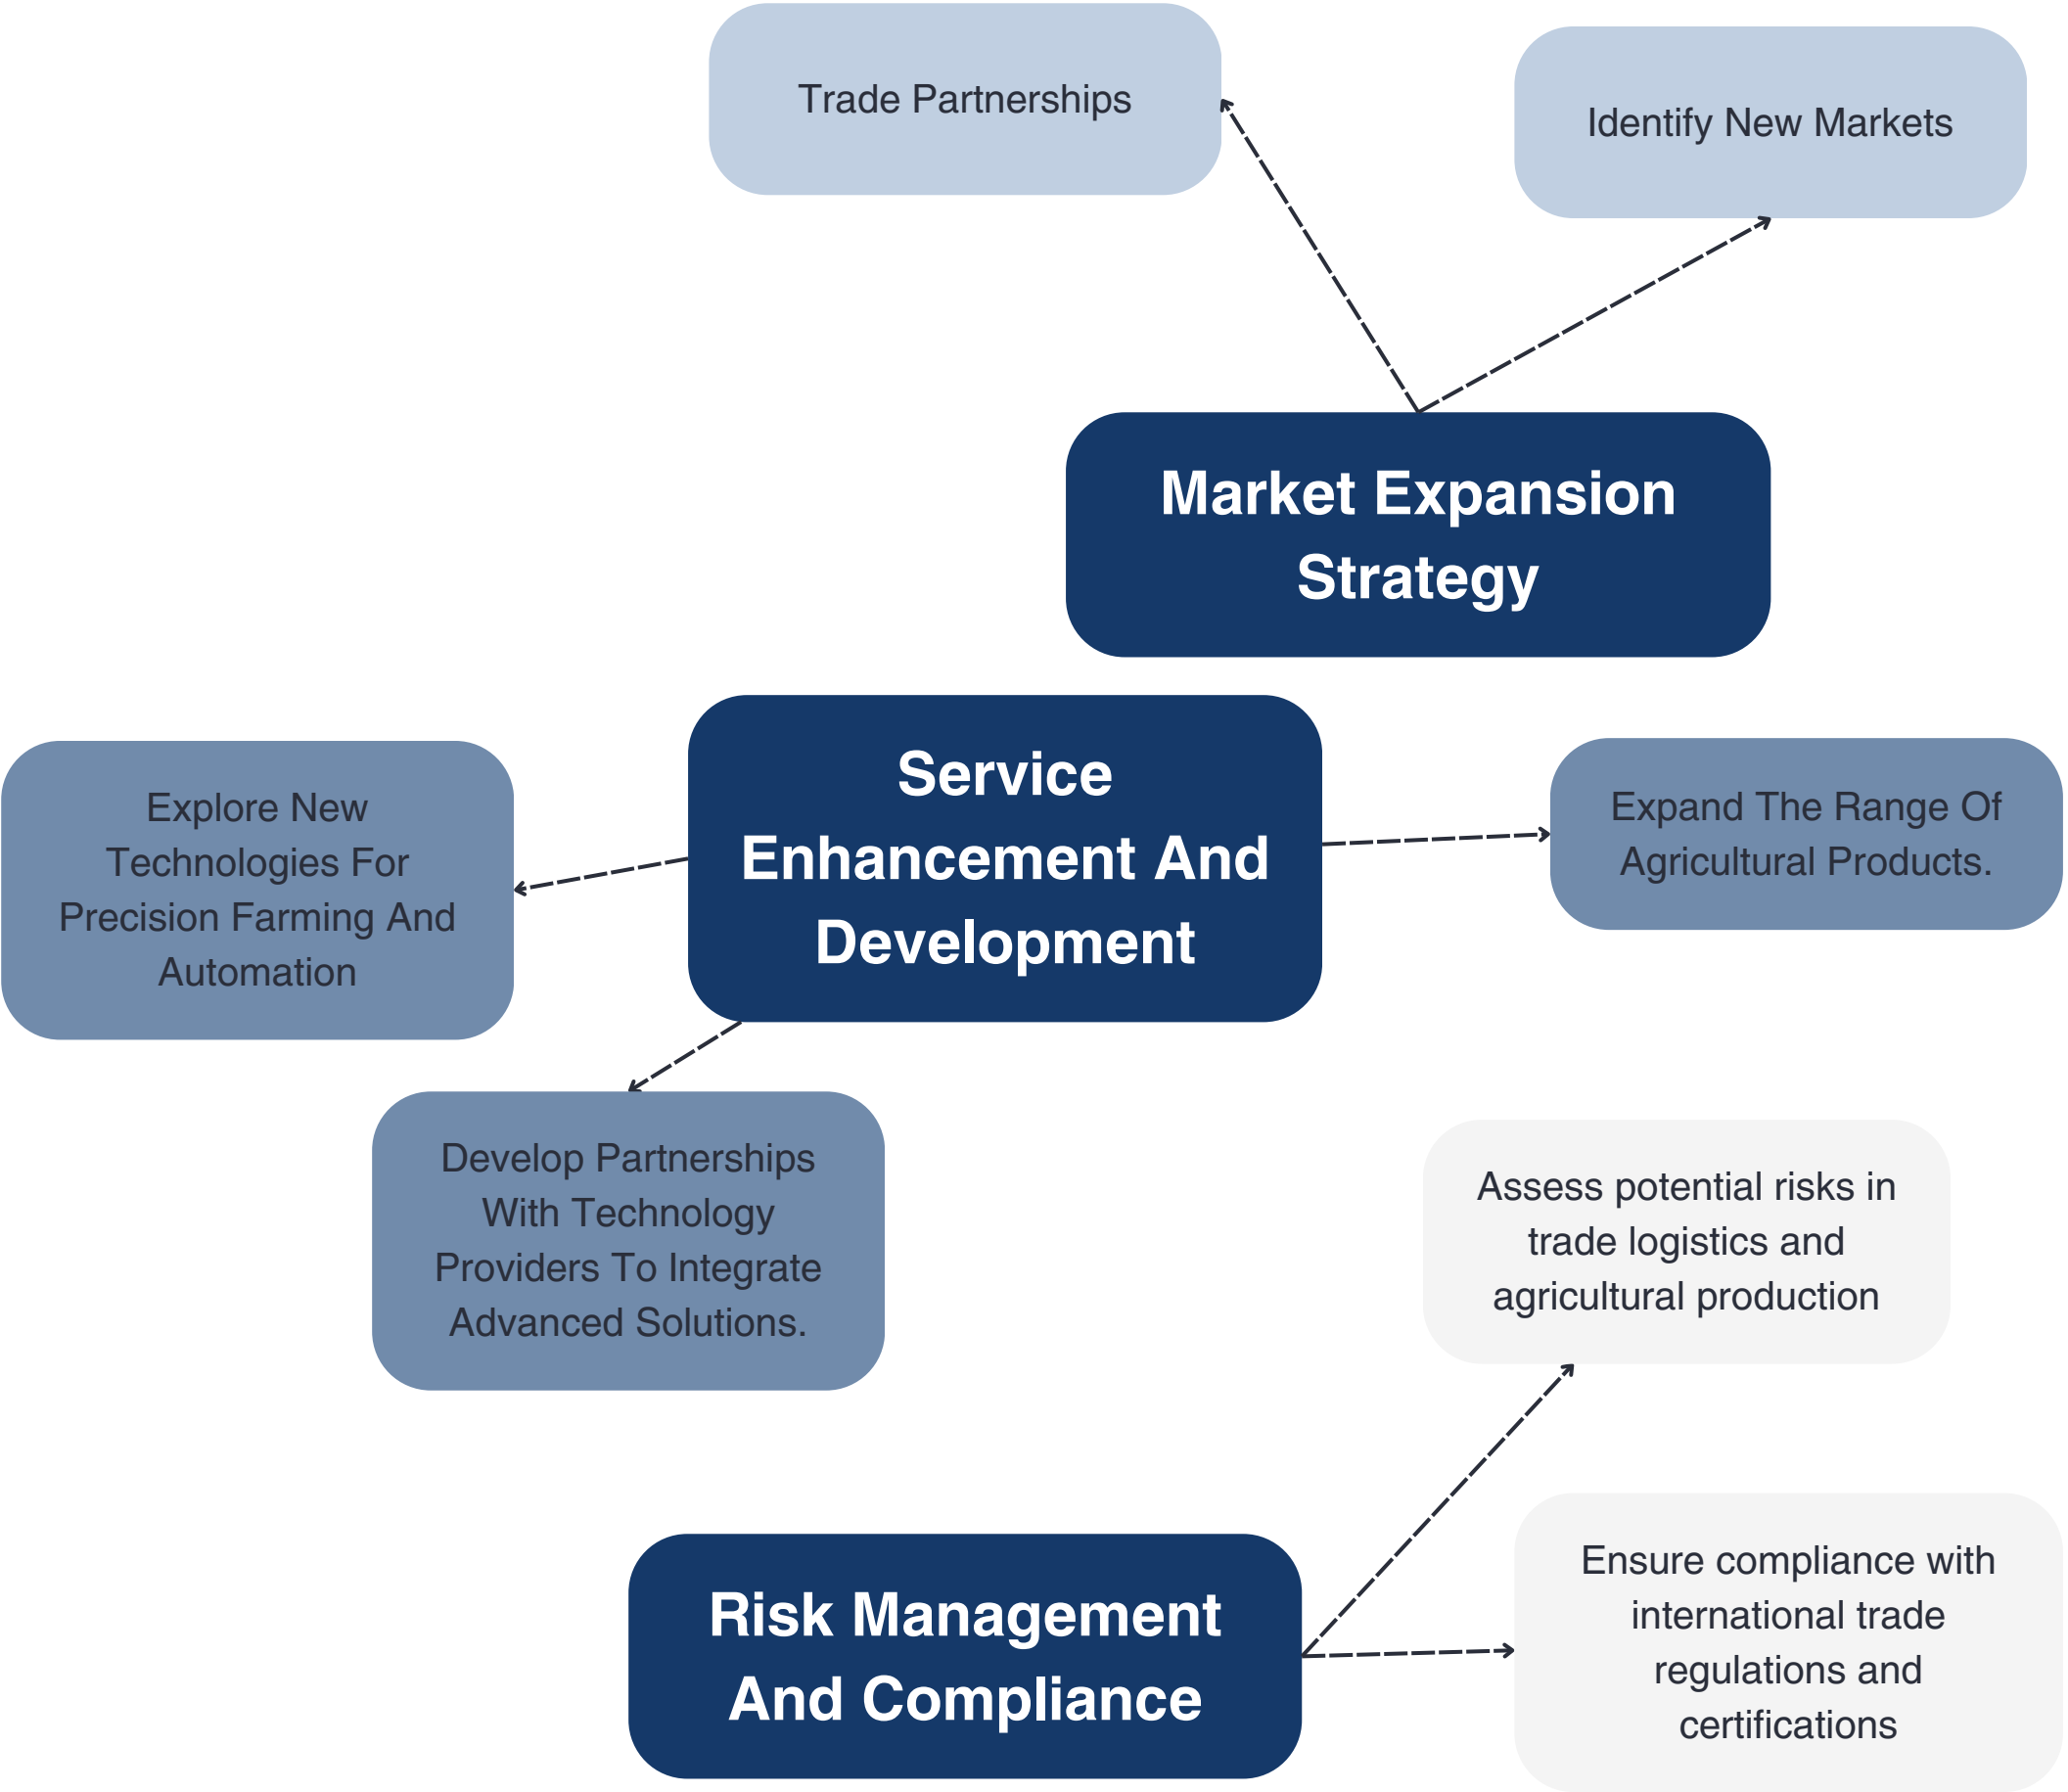 Trade Partnerships
Identify New Markets
Market Expansion
Strategy
Service
Enhancement And
Development
Explore New
Technologies For
Precision Farming And
Automation
Expand The Range Of
Agricultural Products.
Develop Partnerships
With Technology
Providers To Integrate
Advanced Solutions.
Assess potential risks in
trade logistics and
agricultural production
Risk Management
And Compliance
Ensure compliance with
international trade
regulations and
certifications